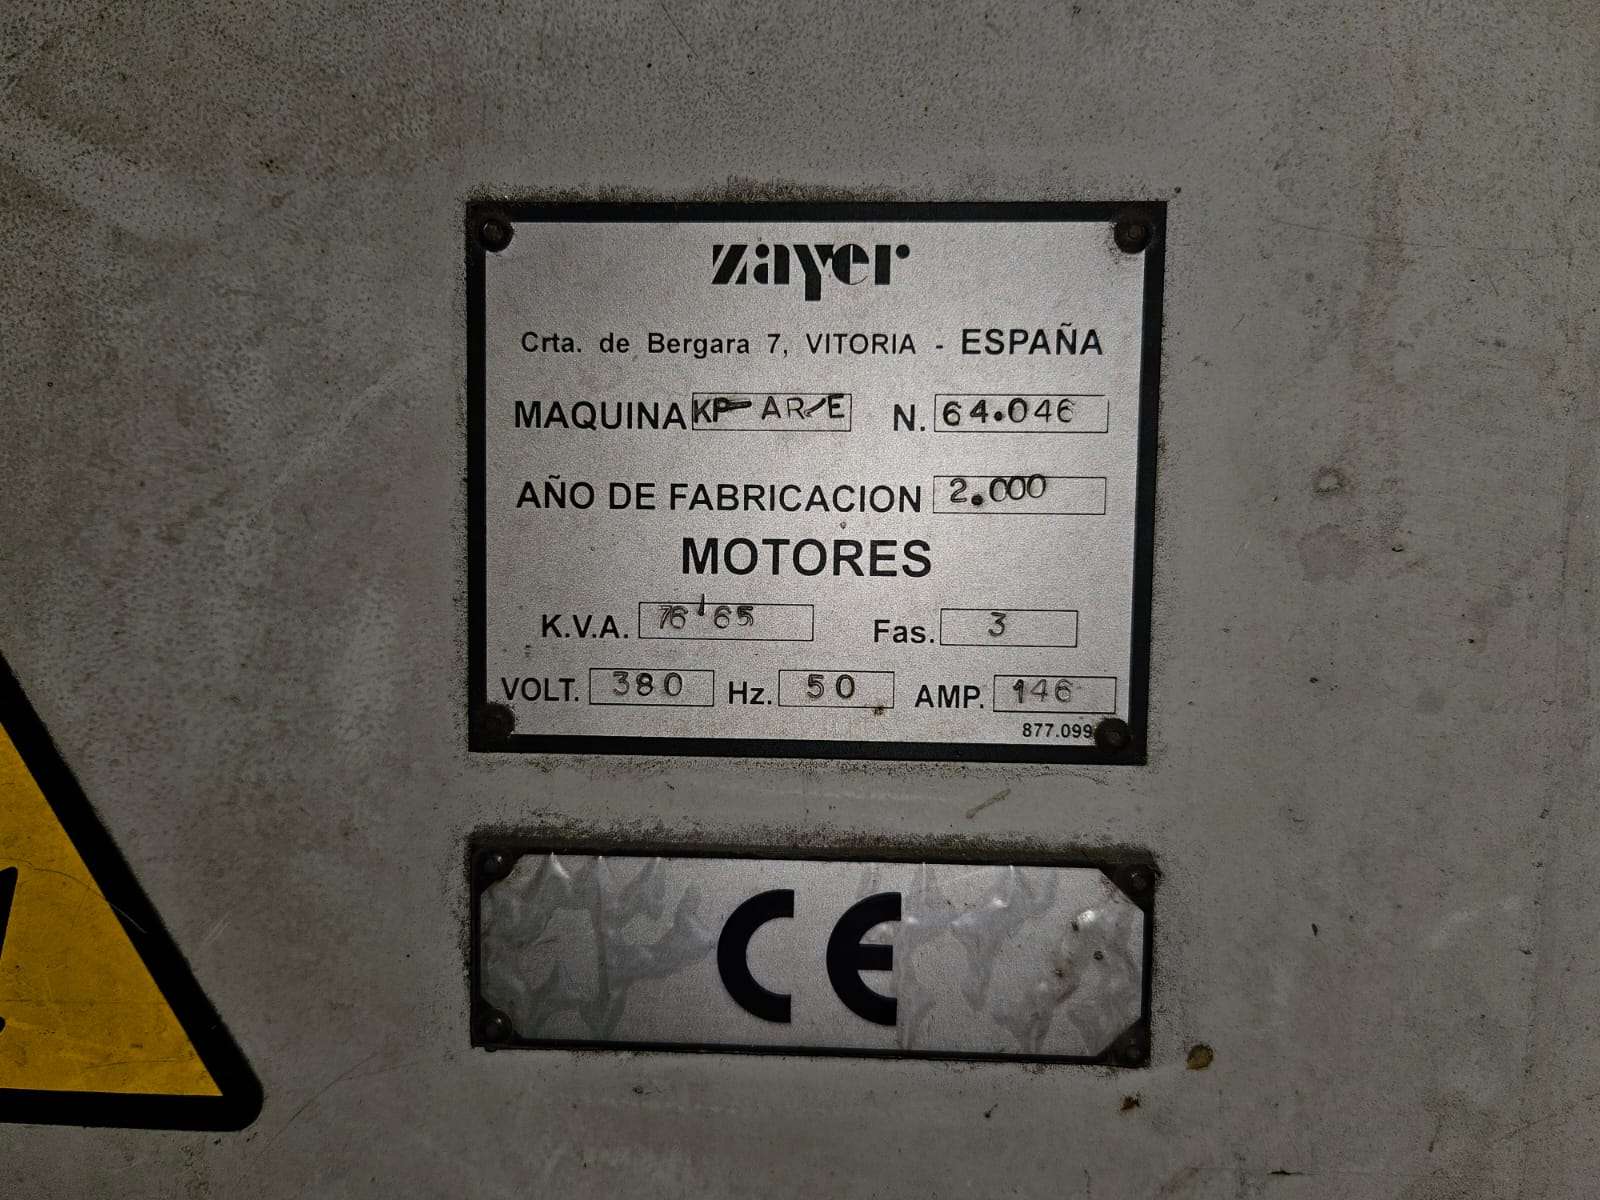 zayer
Crta. de Bergara 7, VITORIA - ESPAÑA
MAQUINA KP- AR-E N. 64.046
AÑO DE FABRICACION 2.000
MOTORES
K.V.A. 76'65 Fas. 3
VOLT. 380 Hz. 50 AMP. 146
877.099
CE